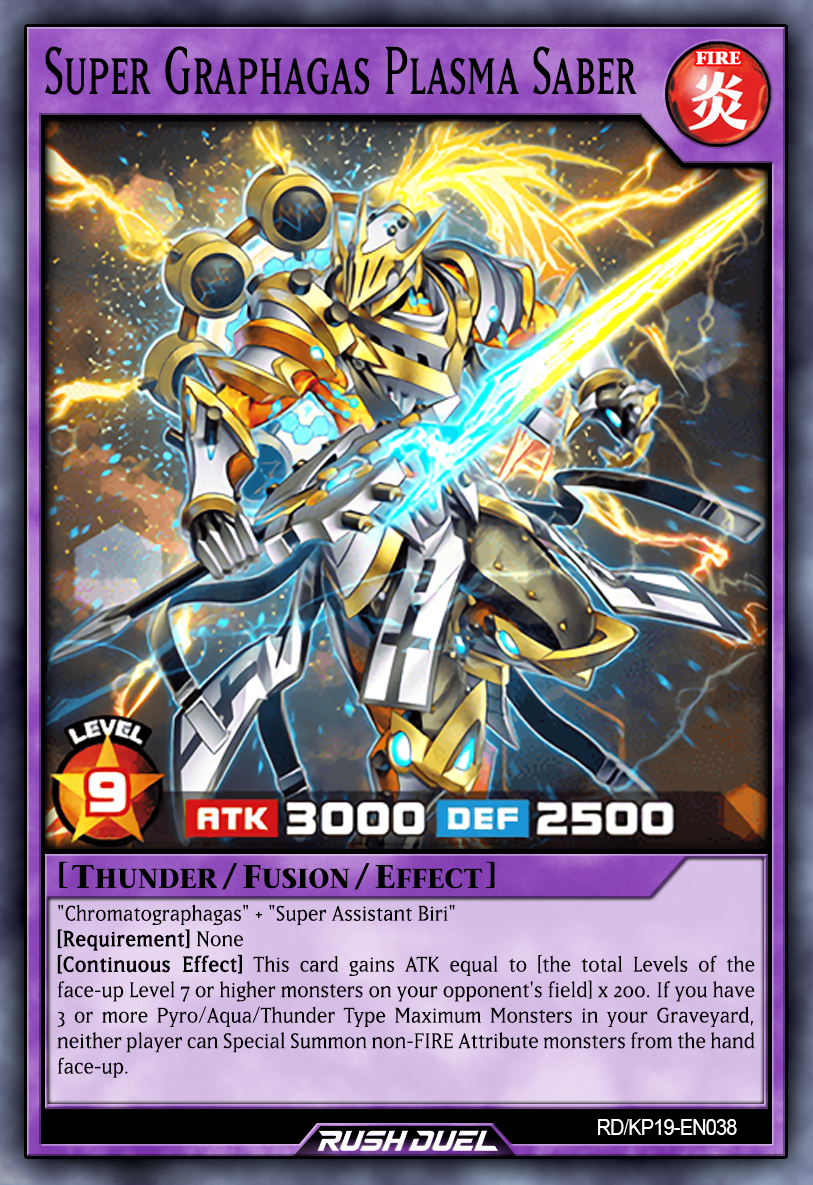 Super Graphagas Plasma Saber
FIRE
炎
LEVEL
9
ATK 3000 DEF 2500
[Thunder / Fusion / Effect]
"Chromatographagas" + "Super Assistant Biri"
[Requirement] None
[Continuous Effect] This card gains ATK equal to [the total Levels of the
face-up Level 7 or higher monsters on your opponent's field] x 200. If you have
3 or more Pyro/Aqua/Thunder Type Maximum Monsters in your Graveyard,
neither player can Special Summon non-FIRE Attribute monsters from the hand
face-up.
RUSH DUEL
RD/KP19-EN038